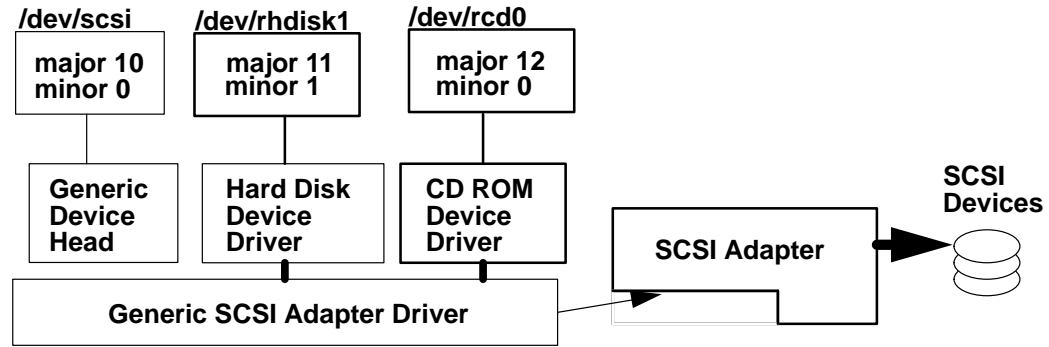 /dev/scsi
/dev/rhdisk1
/dev/rcd0
major 10
minor 0
major 11
minor 1
major 12
minor 0
Generic
Device
Head
Hard Disk
Device
Driver
CD ROM
Device
Driver
SCSI
Devices
SCSI Adapter
Generic SCSI Adapter Driver